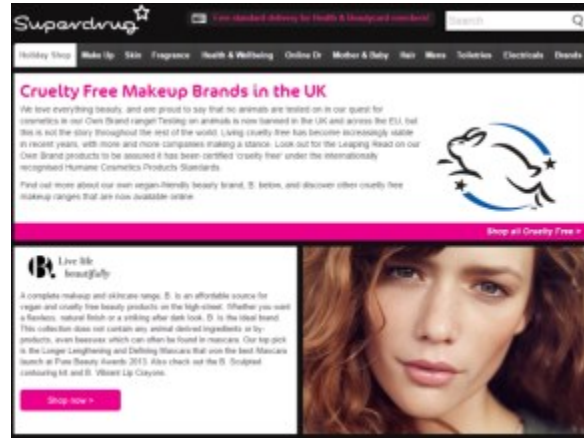 Superdrug
Free standard delivery for Health & Beautycard members!
Search
Holiday Shop Make Up Skin Fragrance Health & Wellbeing Online Dr Mother & Baby Hair Mens Toiletries Electricals Brands
Cruelty Free Makeup Brands in the UK
We love everything beauty, and are proud to say that no animals are tested on in our quest for
cosmetics in our Own Brand range! Testing on animals is now banned in the UK and across the EU, but
this is not the story throughout the rest of the world. Living cruelty free has become increasingly viable
in recent years, with more and more companies making a stance. Look out for the Leaping on our
Own Brand products to be assured it has been certified 'cruelty free' under the internationally
recognised Humane Cosmetics Products Standards.
Find out more about our own vegan-friendly beauty brand, B. below, and discover other cruelty free
makeup ranges that are now available online.
Shop all Cruelty Free >
B.
Live life
beautifully
A complete makeup and skincare range, B. is an affordable source for
vegan and cruelty free beauty products on the high-street. Whether you want
a flawless, natural finish or a striking after dark look, B. is the ideal brand.
This collection does not contain any animal derived ingredients or by-
products, even beeswax which can often be found in mascara. Our top pick
is the Longer Lengthening and Defining Mascara that won the best Mascara
launch at Pure Beauty Awards 2013. Also check out the B. Sculpted
contouring kit and B. Vibrant Lip Crayons.
Shop now >